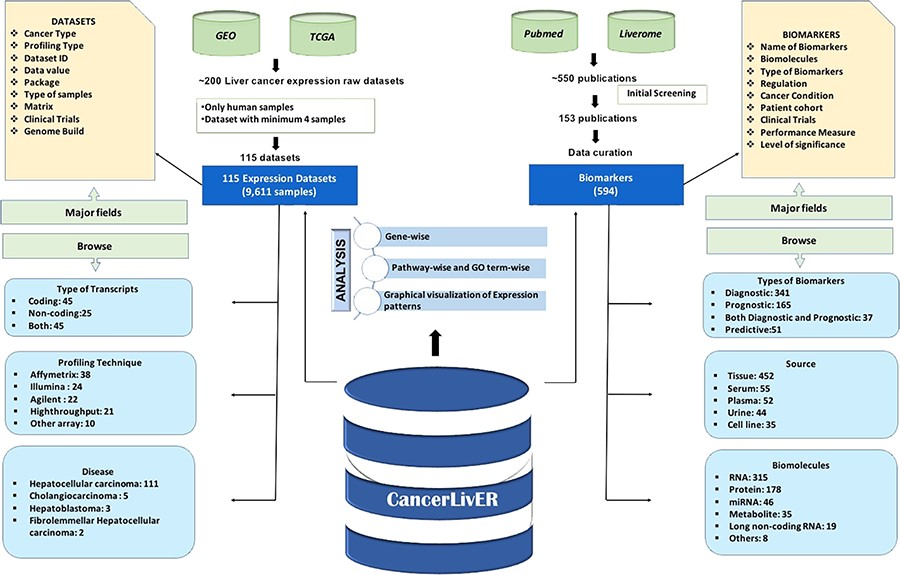 DATASETS
❖ Cancer Type
❖ Profiling Type
❖ Dataset ID
❖ Data value
❖ Package
❖ Type of samples
❖ Matrix
❖ Clinical Trials
❖ Genome Build
Major fields
Browse
Type of Transcripts
▪ Coding: 45
▪ Non-coding:25
▪ Both: 45
Profiling Technique
▪ Affymetrix: 38
▪ Illumina : 24
▪ Agilent : 22
▪ Highthroughput: 21
▪ Other array: 10
Disease
▪ Hepatocellular carcinoma: 111
▪ Cholangiocarcinoma : 5
▪ Hepatoblastoma: 3
▪ Fibrolemmellar Hepatocellular
carcinoma: 2
GEO
TCGA
~200 Liver cancer expression raw datasets
•Only human samples
•Dataset with minimum 4 samples
115 datasets
115 Expression Datasets
(9,611 samples)
ANALYSIS
Gene-wise
Pathway-wise and GO term-wise
Graphical visualization of Expression
patterns
CancerLivER
Pubmed
Liverome
~550 publications
Initial Screening
153 publications
Data curation
Biomarkers
(594)
BIOMARKERS
❖ Name of Biomarkers
❖ Biomolecules
❖ Type of Biomarkers
❖ Regulation
❖ Cancer Condition
❖ Patient cohort
❖ Clinical Trials
❖ Performance Measure
❖ Level of significance
Major fields
Browse
Types of Biomarkers
▪ Diagnostic: 341
▪ Prognostic: 165
▪ Both Diagnostic and Prognostic: 37
▪ Predictive:51
Source
▪ Tissue: 452
▪ Serum: 55
▪ Plasma: 52
▪ Urine: 44
▪ Cell line: 35
Biomolecules
▪ RNA: 315
▪ Protein: 178
▪ miRNA: 46
▪ Metabolite: 35
▪ Long non-coding RNA: 19
▪ Others: 8